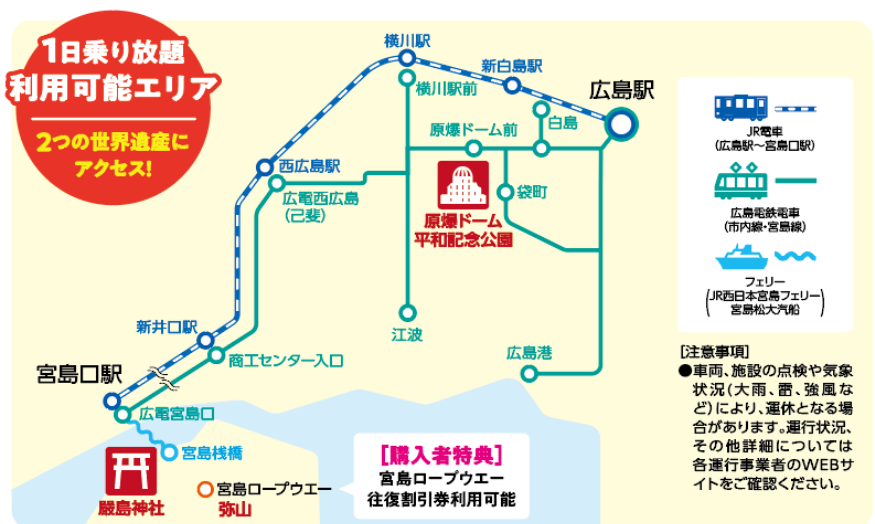 1日乗り放題
利用可能エリア
2つの世界遺産に
アクセス!
横川駅
新白島駅
広島駅
横川駅前
白島
原爆ドーム前
西広島駅
広電西広島
(己斐)
袋町
原爆ドーム
平和記念公園
新井口駅
江波
商工センター入口
広島港
宮島口駅
広電宮島口
宮島桟橋
嚴島神社
宮島ロープウエー
弥山
[購入者特典]
宮島ロープウエー
往復割引券利用可能
JR電車
(広島駅〜宮島口駅)
広島電鉄電車
(市内線・宮島線)
フェリー
(JR西日本宮島フェリー
宮島松大汽船)
[注意事項]
●車両、施設の点検や気象
状況(大雨、雷、強風な
ど)により、運休となる場
合があります。運行状況、
その他詳細については
各運行事業者のWEBサ
イトをご確認ください。